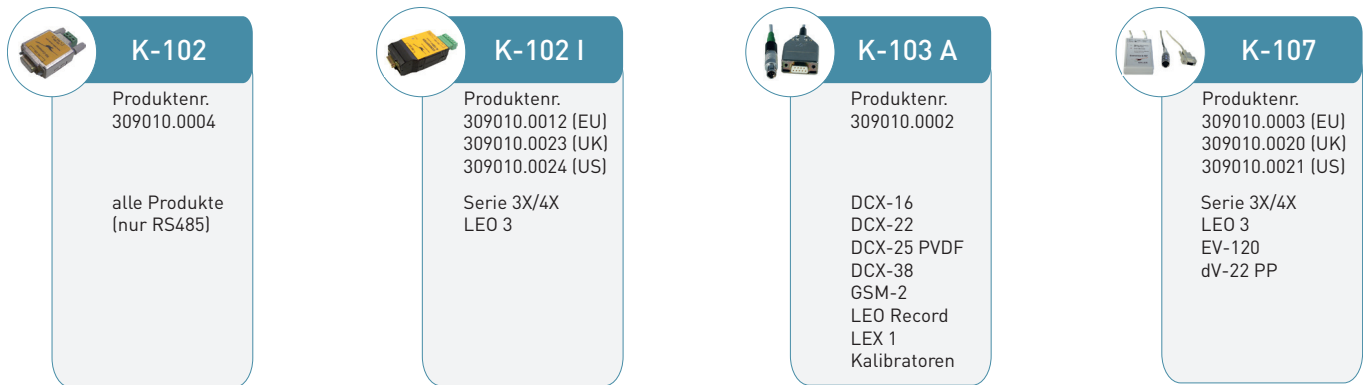 K-102
Produktenr.
309010.0004
alle Produkte
(nur RS485)
K-102 I
Produktenr.
309010.0012 (EU)
309010.0023 (UK)
309010.0024 (US)
Serie 3X/4X
LEO 3
K-103 A
Produktenr.
309010.0002
DCX-16
DCX-22
DCX-25 PVDF
DCX-38
GSM-2
LEO Record
LEX 1
Kalibratoren
K-107
Produktenr.
309010.0003 (EU)
309010.0020 (UK)
309010.0021 (US)
Serie 3X/4X
LEO 3
EV-120
dV-22 PP